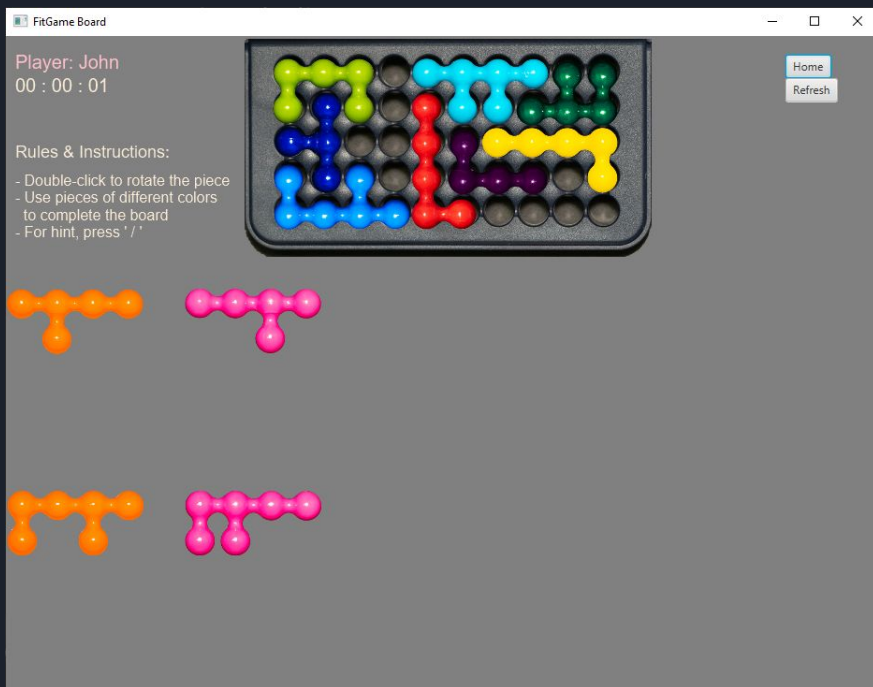 FitGame Board
Player: John
00 : 00 : 01
Home
Refresh
Rules & Instructions:
- Double-click to rotate the piece
- Use pieces of different colors
to complete the board
- For hint, press ' / '